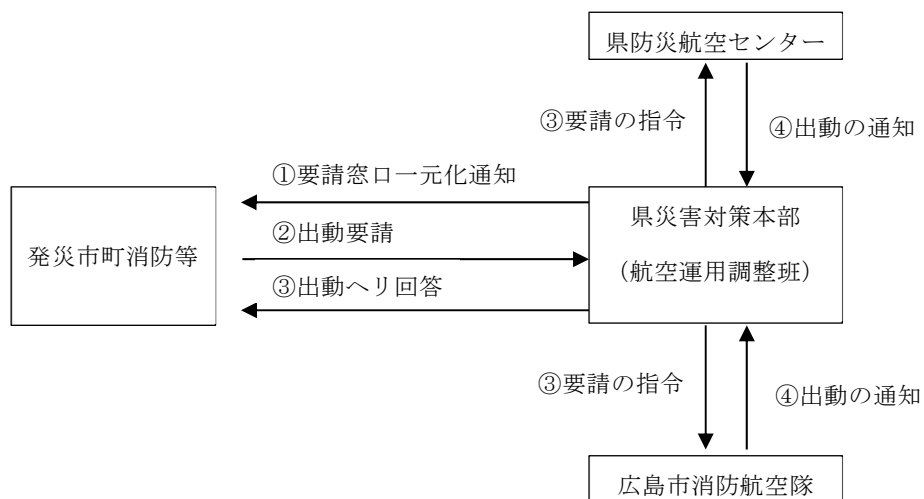 県防災航空センター
③要請の指令
④出動の通知
①要請窓口一元化通知
②出動要請
③出動ヘリ回答
発災市町消防等
県災害対策本部
（航空運用調整班）
③要請の指令
④出動の通知
広島市消防航空隊